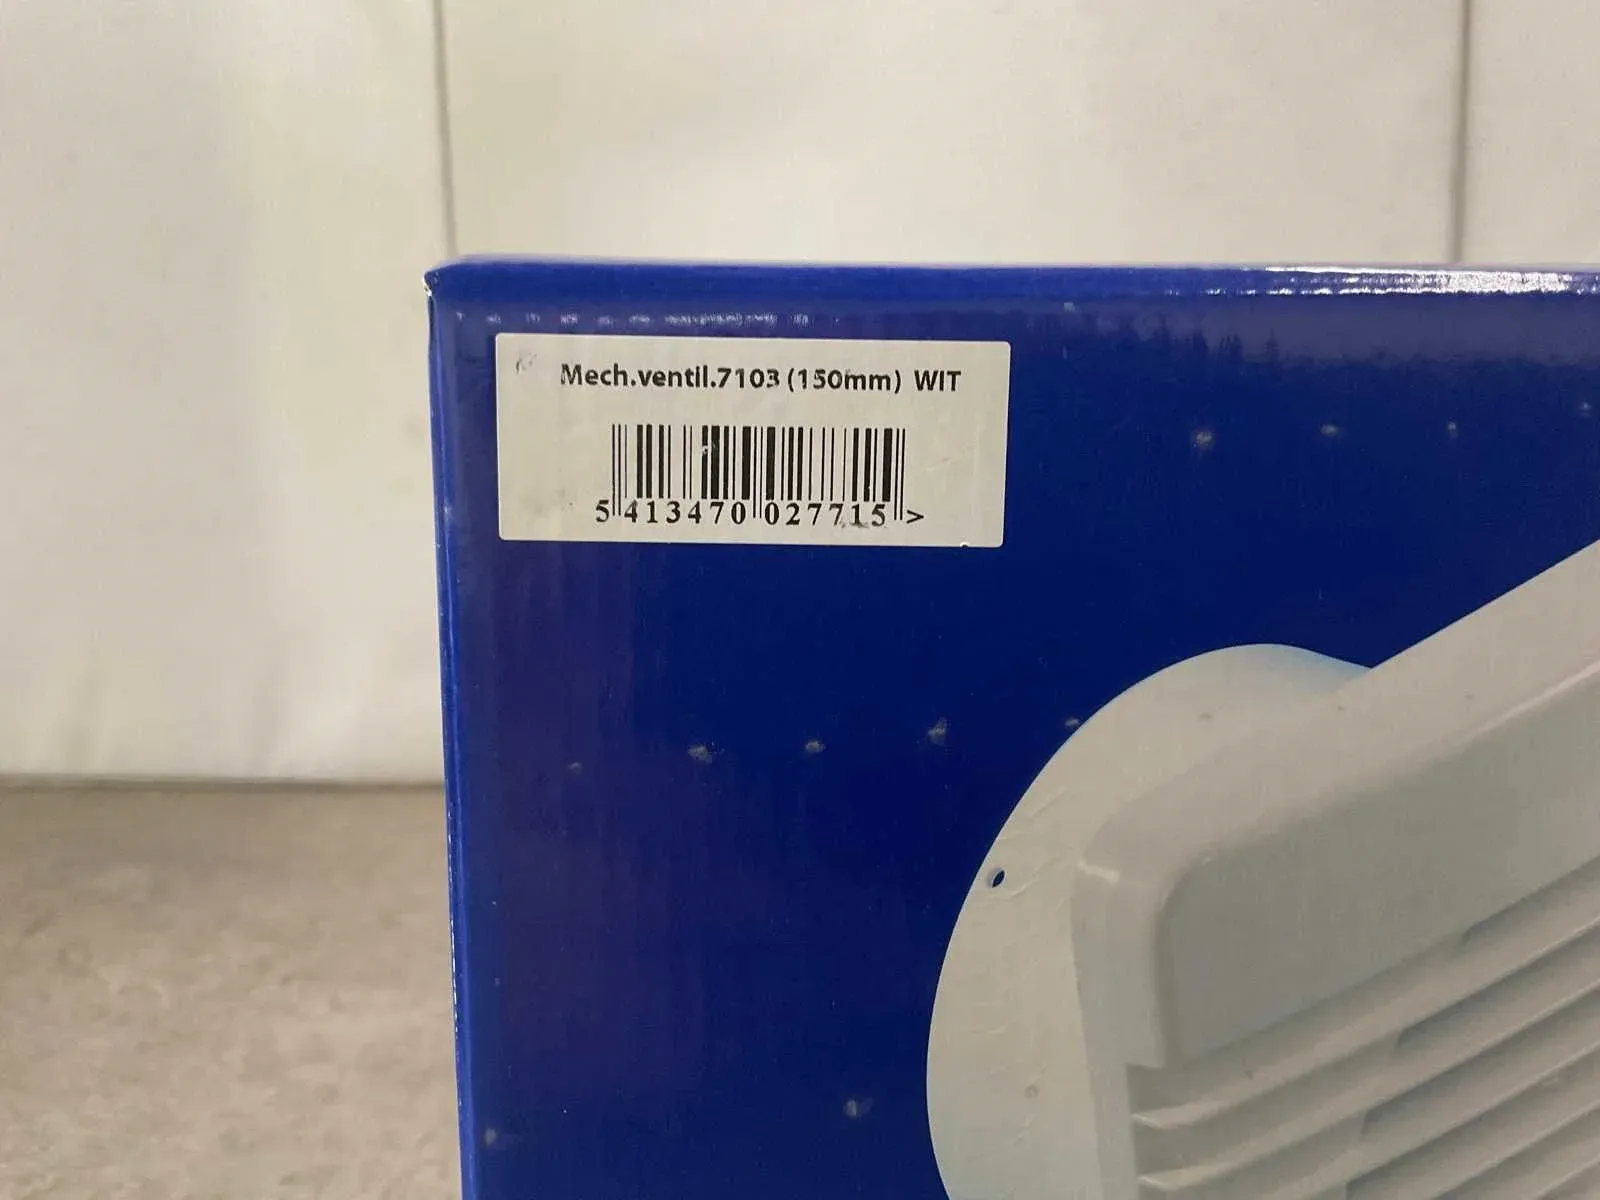 Mech.ventil.7103 (150mm) WIT
5 413470 027715 >